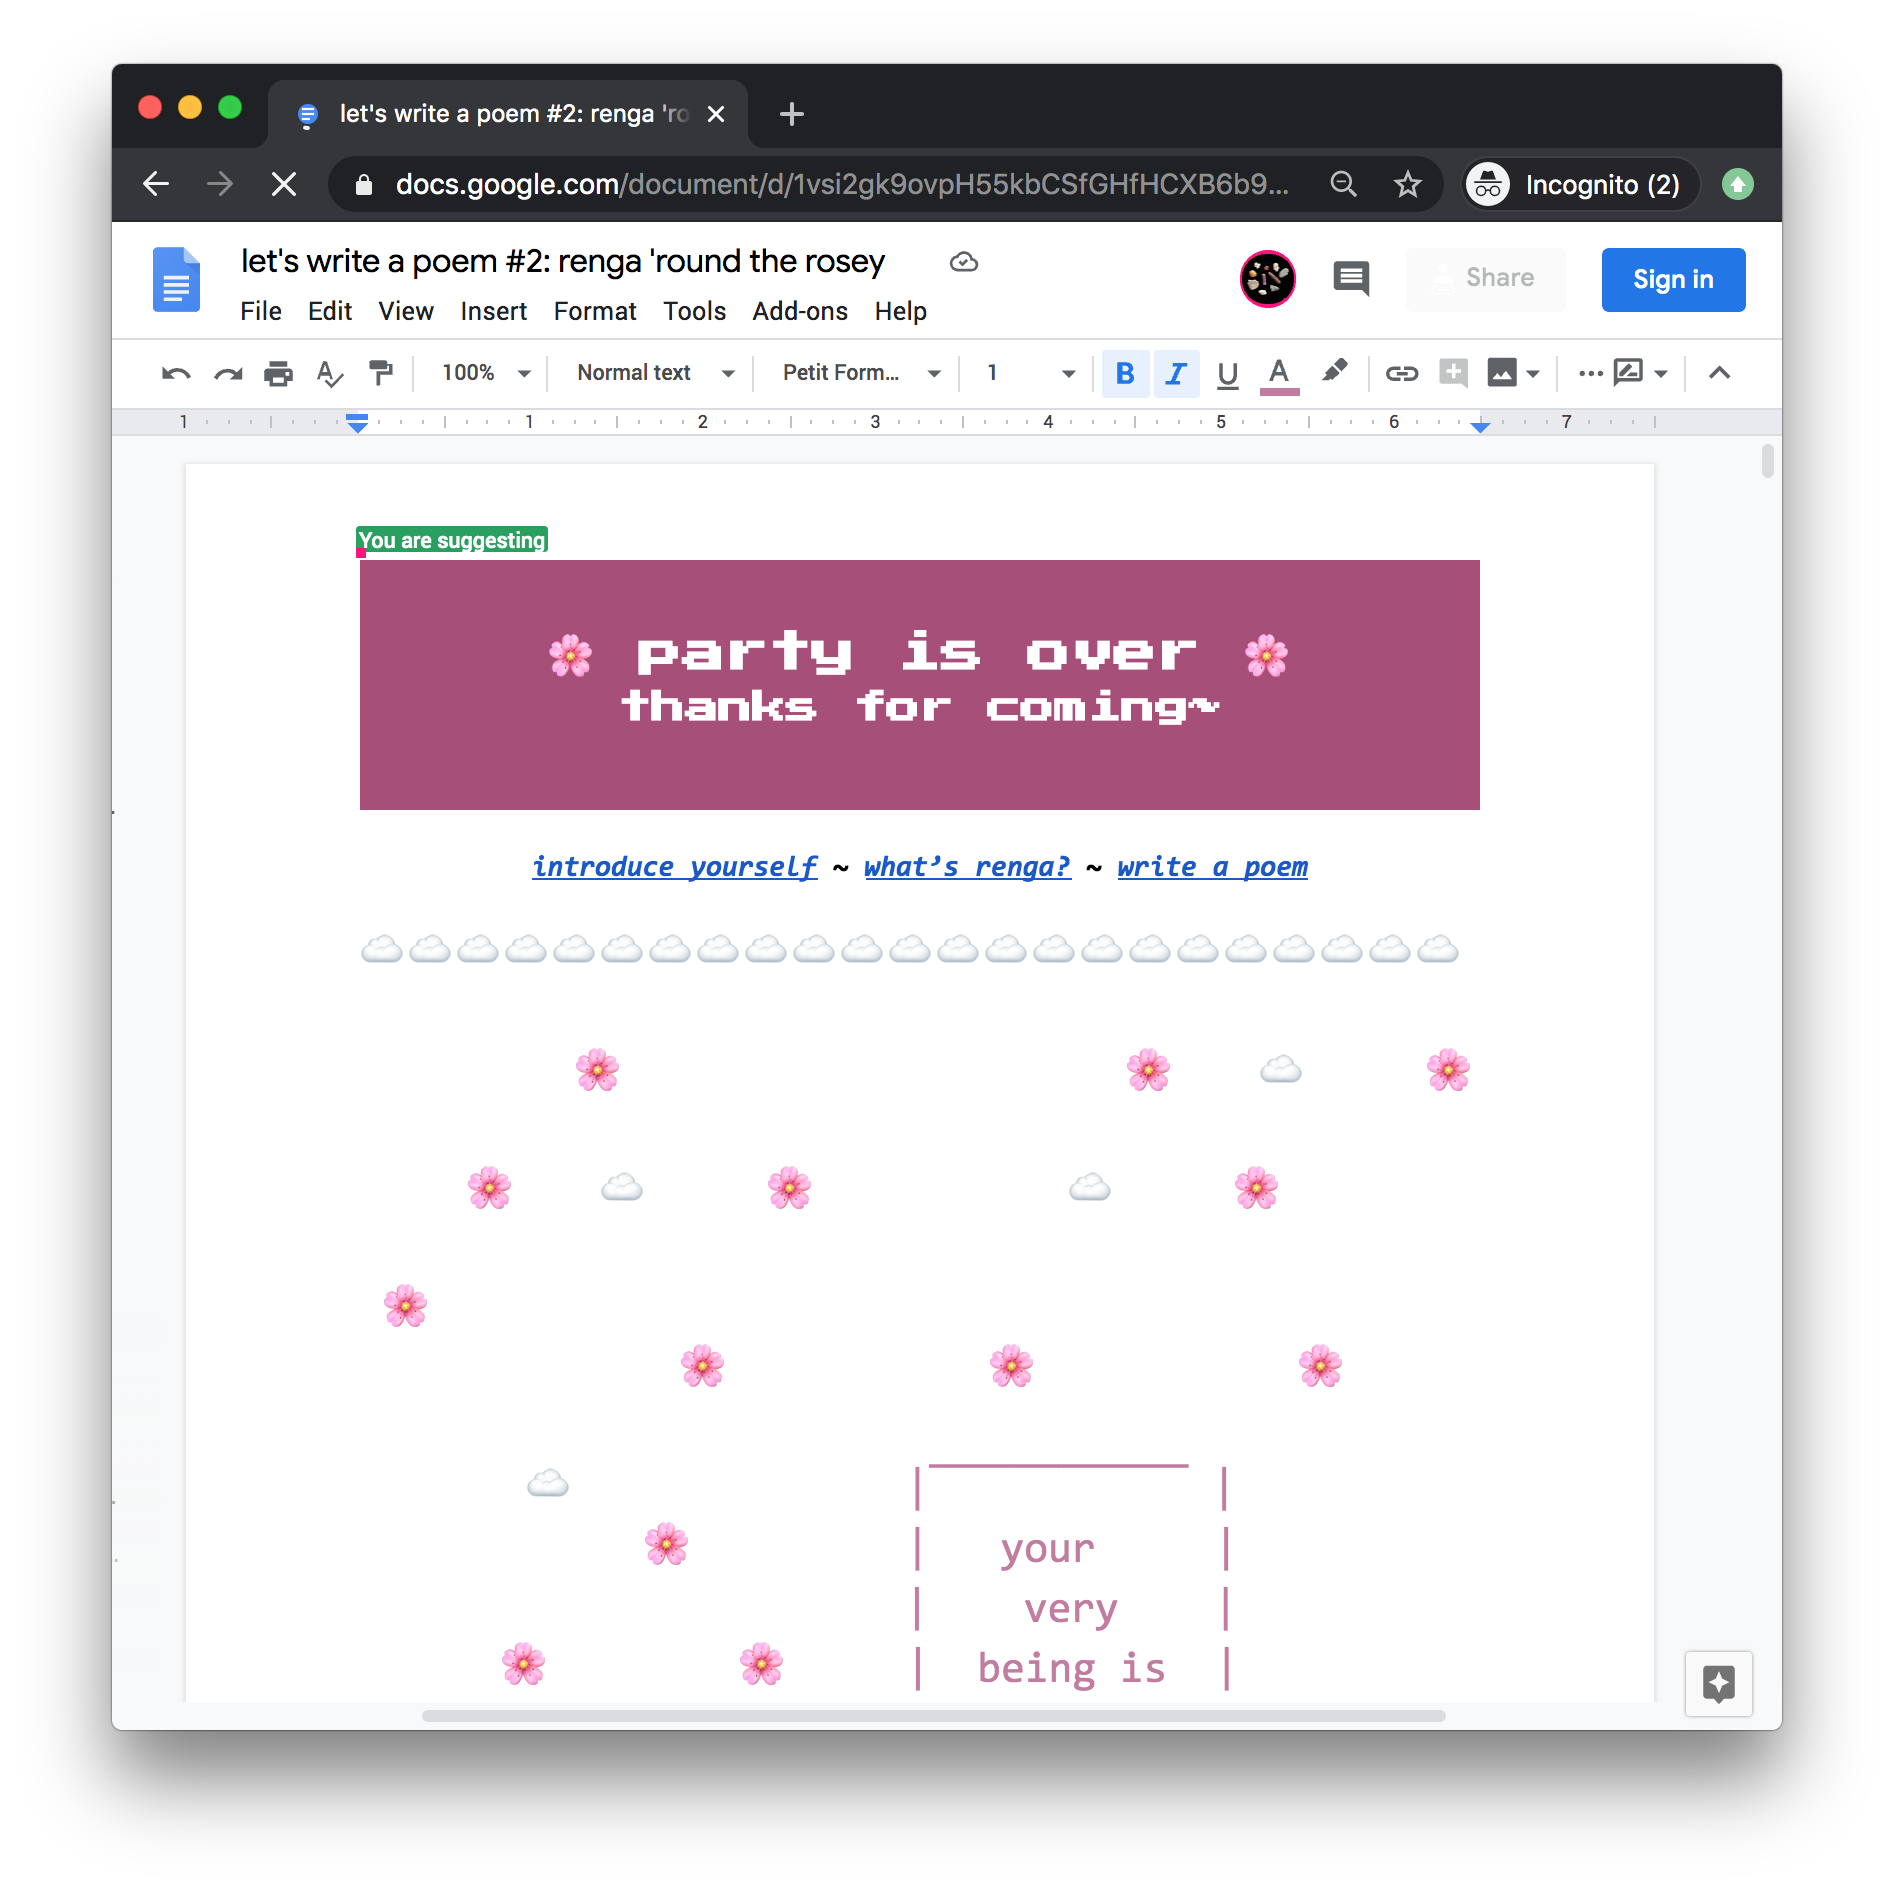 let's write a poem #2: renga 'ro
docs.google.com/document/d/1vsi2gk9ovpH55kbCSfGHfHCXB6b9...
Incognito (2)
let's write a poem #2: renga 'round the rosey
File Edit View Insert Format Tools Add-ons Help
Share
Sign in
100% Normal text Petit Form... 1 B I U A
1 1 2 3 4 5 6 7
You are suggesting
🌸 party is over 🌸
thanks for coming~
introduce yourself ~ what's renga? ~ write a poem
your
very
being is